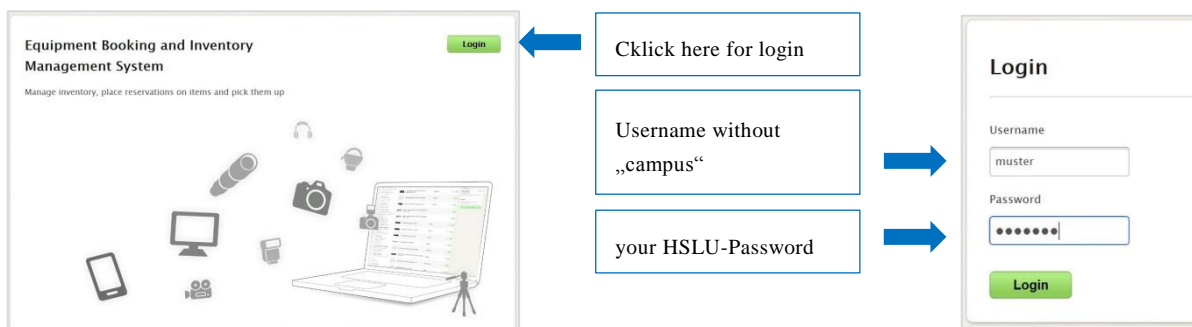 Equipment Booking and Inventory
Management System
Login
Manage inventory, place reservations on items and pick them up
Cklick here for login
Username without
„campus“
your HSLU-Password
Login
Username
muster
Password
●●●●●●●
Login